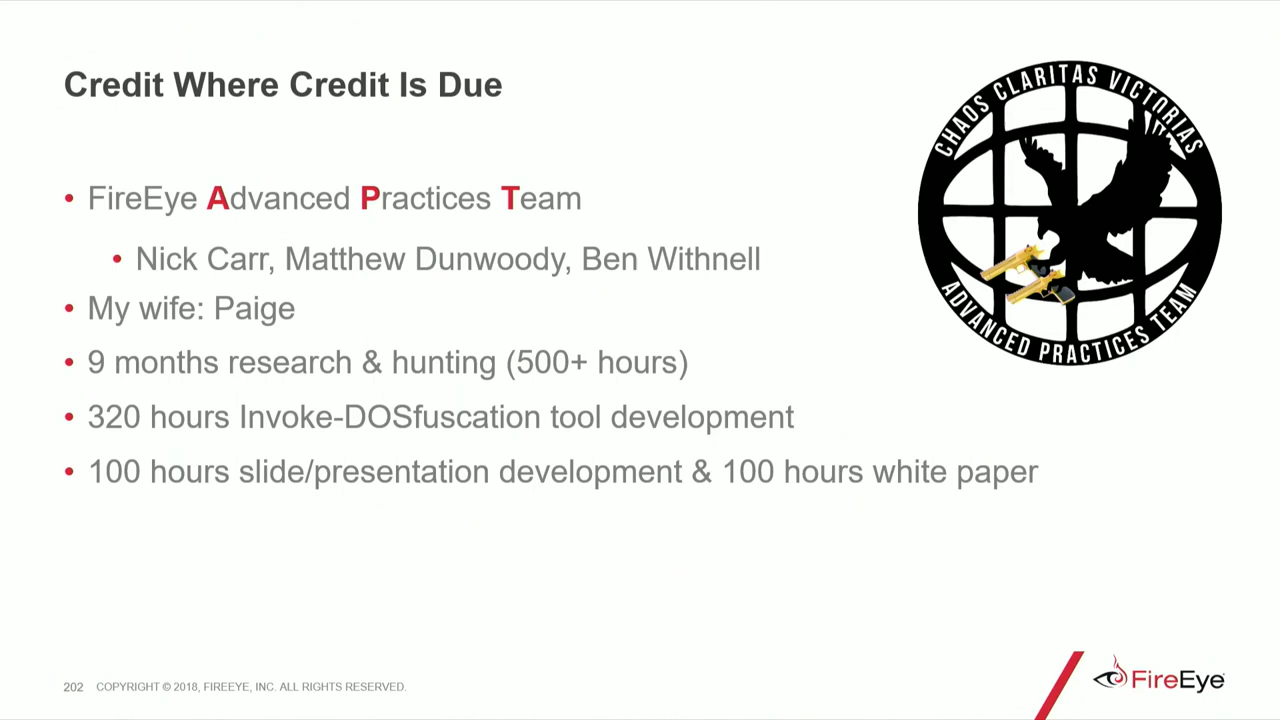 Credit Where Credit Is Due
CHAOS CLARITAS VICTORIAS
ADVANCED PRACTICES TEAM
• FireEye Advanced Practices Team
• Nick Carr, Matthew Dunwoody, Ben Withnell
• My wife: Paige
• 9 months research & hunting (500+ hours)
• 320 hours Invoke-DOSfuscation tool development
• 100 hours slide/presentation development & 100 hours white paper
202 COPYRIGHT © 2018, FIREEYE, INC. ALL RIGHTS RESERVED.
FireEye